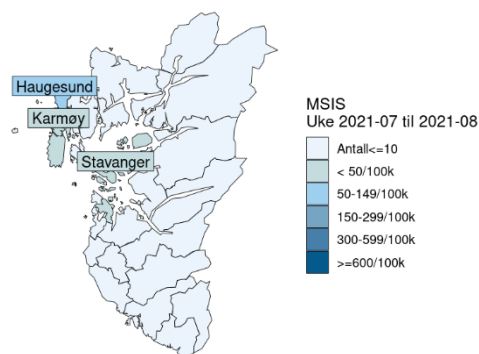 Haugesund
Karmøy
Stavanger
MSIS
Uke 2021-07 til 2021-08
Antall<=10
< 50/100k
50-149/100k
150-299/100k
300-599/100k
>=600/100k